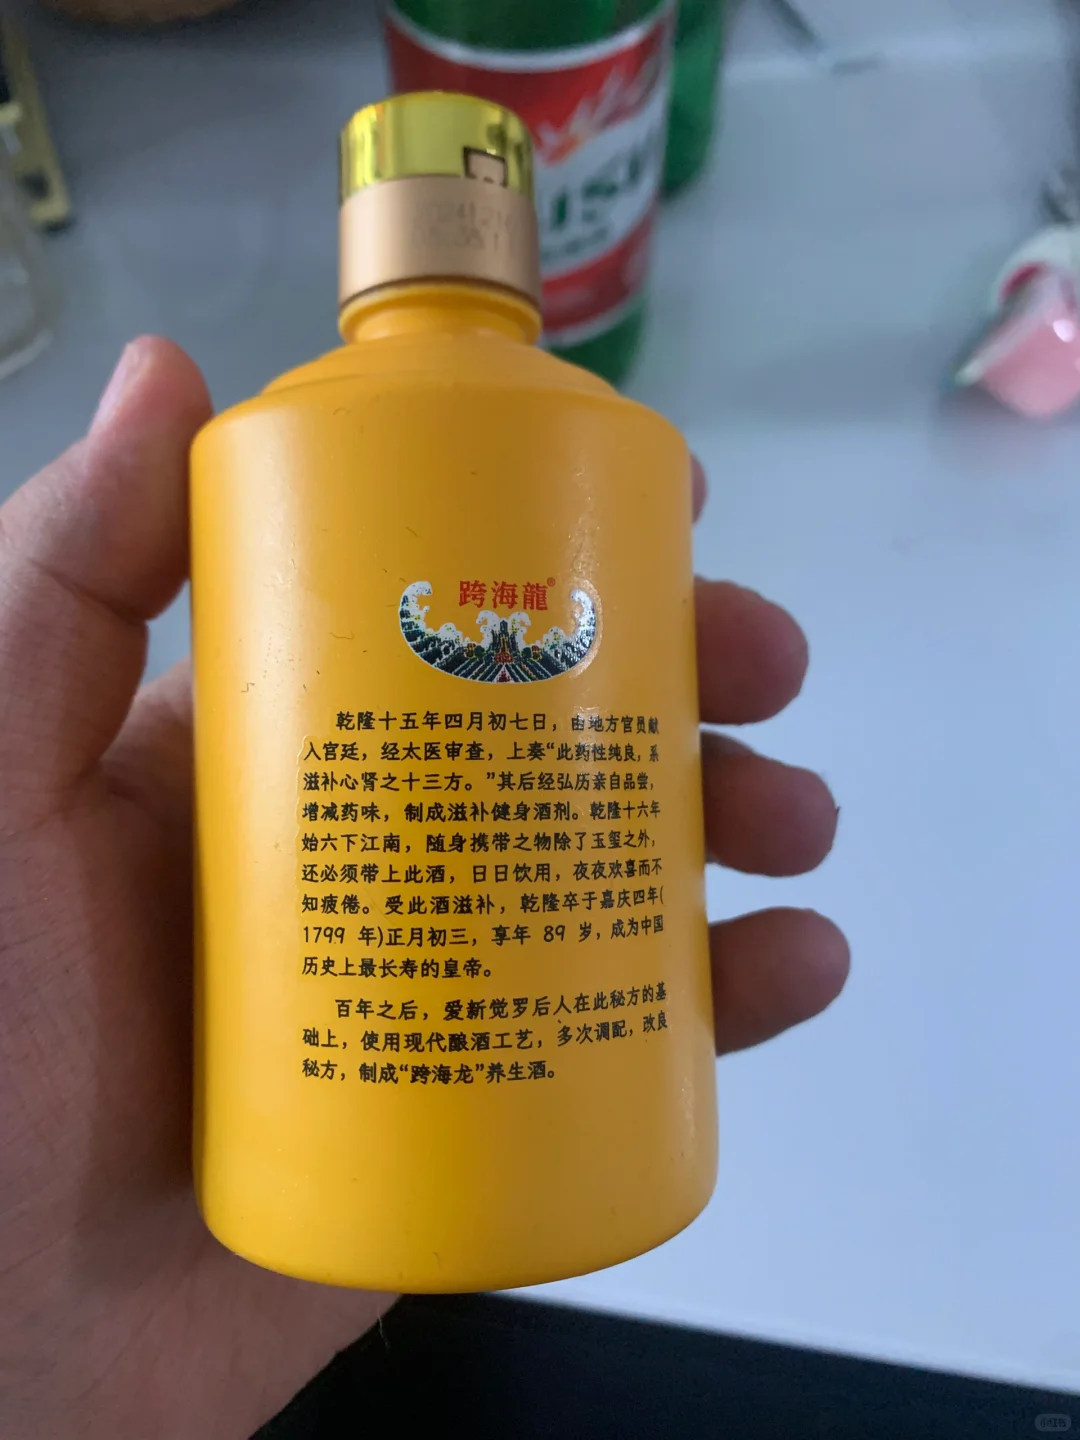 跨海龍®
乾隆十五年四月初七日，由地方官员献
入宫廷，经太医审查，上奏“此药性纯良，系
滋补心肾之十三方。”其后经弘历亲自品尝，
增减药味，制成滋补健身酒剂。乾隆十六年
始六下江南，随身携带之物除了玉玺之外，
还必须带上此酒，日日饮用，夜夜欢喜而不
知疲倦。受此酒滋补，乾隆卒于嘉庆四年(
1799 年)正月初三，享年 89 岁，成为中国
历史上最长寿的皇帝。
百年之后，爱新觉罗后人在此秘方的基
础上，使用现代酿酒工艺，多次调配，改良
秘方，制成“跨海龙”养生酒。